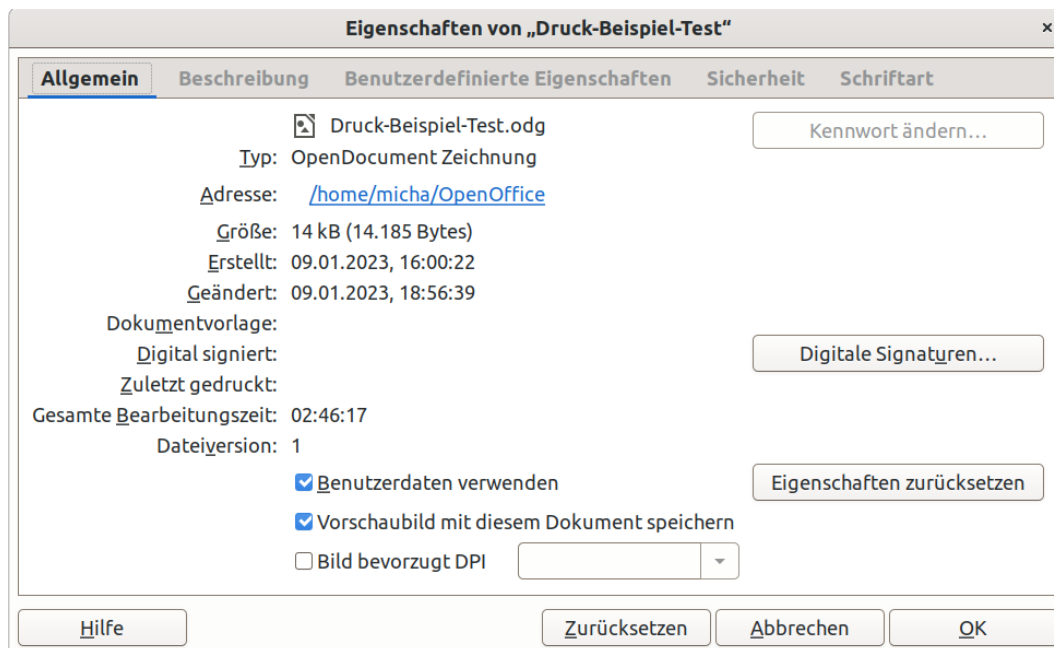 Eigenschaften von „Druck-Beispiel-Test“ ×
Allgemein Beschreibung Benutzerdefinierte Eigenschaften Sicherheit Schriftart
Druck-Beispiel-Test.odg Kennwort ändern…
Typ: OpenDocument Zeichnung
Adresse: /home/micha/OpenOffice
Größe: 14 kB (14.185 Bytes)
Erstellt: 09.01.2023, 16:00:22
Geändert: 09.01.2023, 18:56:39
Dokumentvorlage:
Digital signiert: Digitale Signaturen…
Zuletzt gedruckt:
Gesamte Bearbeitungszeit: 02:46:17
Dateiversion: 1
Benutzerdaten verwenden Eigenschaften zurücksetzen
Vorschaubild mit diesem Dokument speichern
Bild bevorzugt DPI
Hilfe Zurücksetzen Abbrechen OK